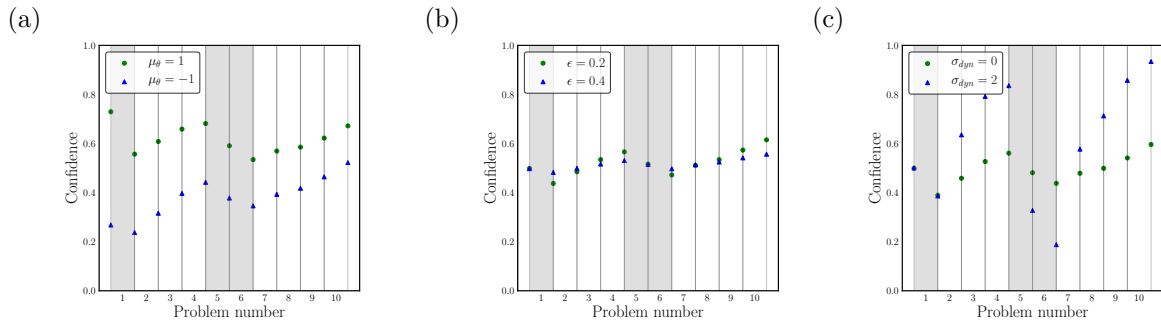 (a)
1.0
0.8
0.6
0.4
0.2
0.0
Confidence
μ_θ = 1
μ_θ = −1
1 2 3 4 5 6 7 8 9 10
Problem number
(b)
1.0
0.8
0.6
0.4
0.2
0.0
Confidence
ϵ = 0.2
ϵ = 0.4
1 2 3 4 5 6 7 8 9 10
Problem number
(c)
1.0
0.8
0.6
0.4
0.2
0.0
Confidence
σ_dyn = 0
σ_dyn = 2
1 2 3 4 5 6 7 8 9 10
Problem number